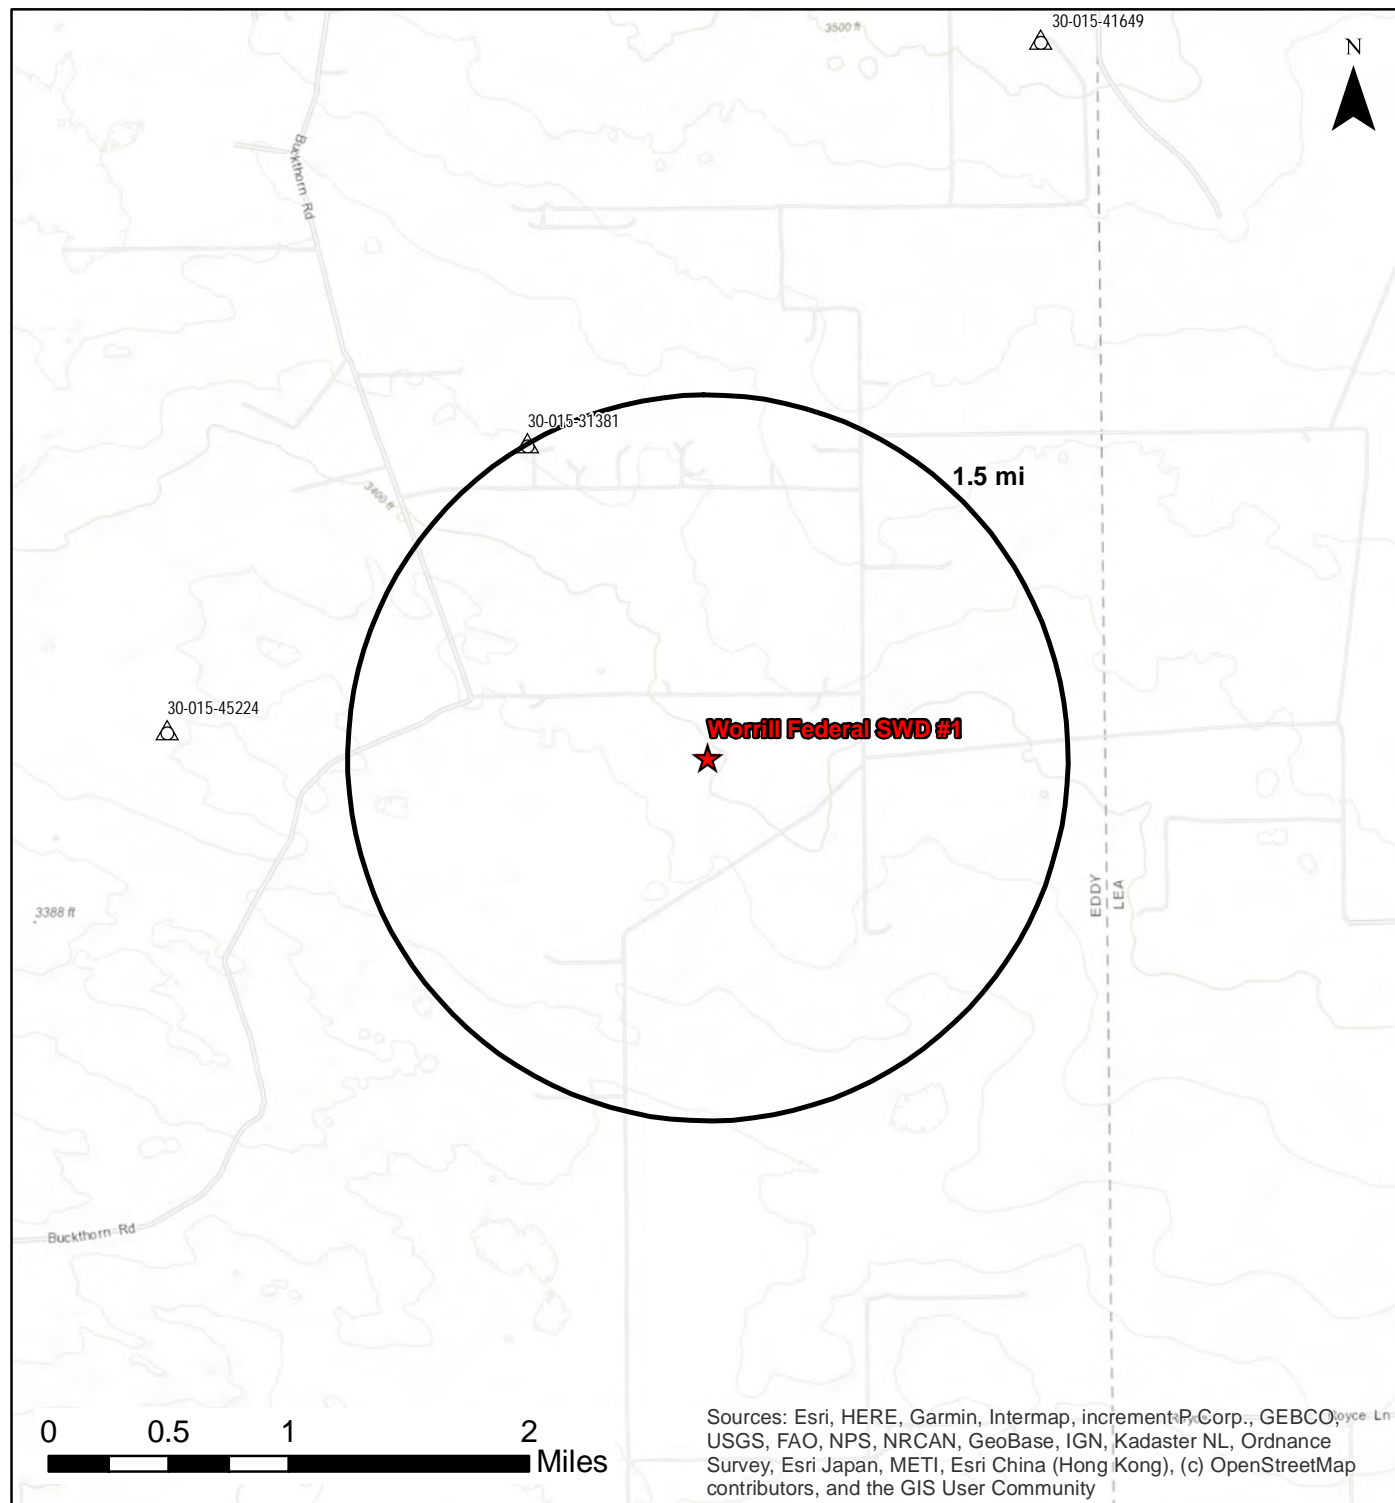 3500 ft
30-015-41649
N
Buckthorn Rd
30-015-31381
1.5 mi
3400 ft
30-015-45224
Worrill Federal SWD #1
3388 ft
EDDY
LEA
Buckthorn Rd
0 0.5 1 2
Miles
Royce Ln
Sources: Esri, HERE, Garmin, Intermap, increment P Corp., GEBCO,
USGS, FAO, NPS, NRCAN, GeoBase, IGN, Kadaster NL, Ordnance
Survey, Esri Japan, METI, Esri China (Hong Kong), (c) OpenStreetMap
contributors, and the GIS User Community